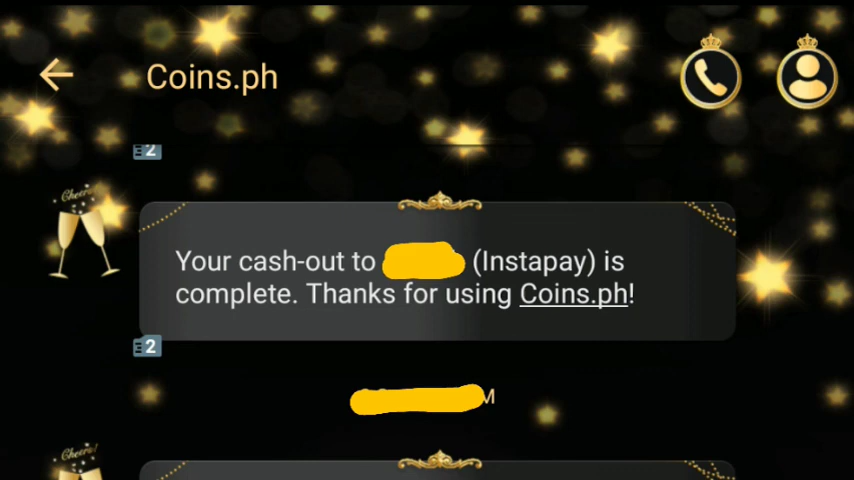 Coins.ph
Cheers!
2
Your cash-out to (Instapay) is
complete. Thanks for using Coins.ph!
2
M
Cheers!